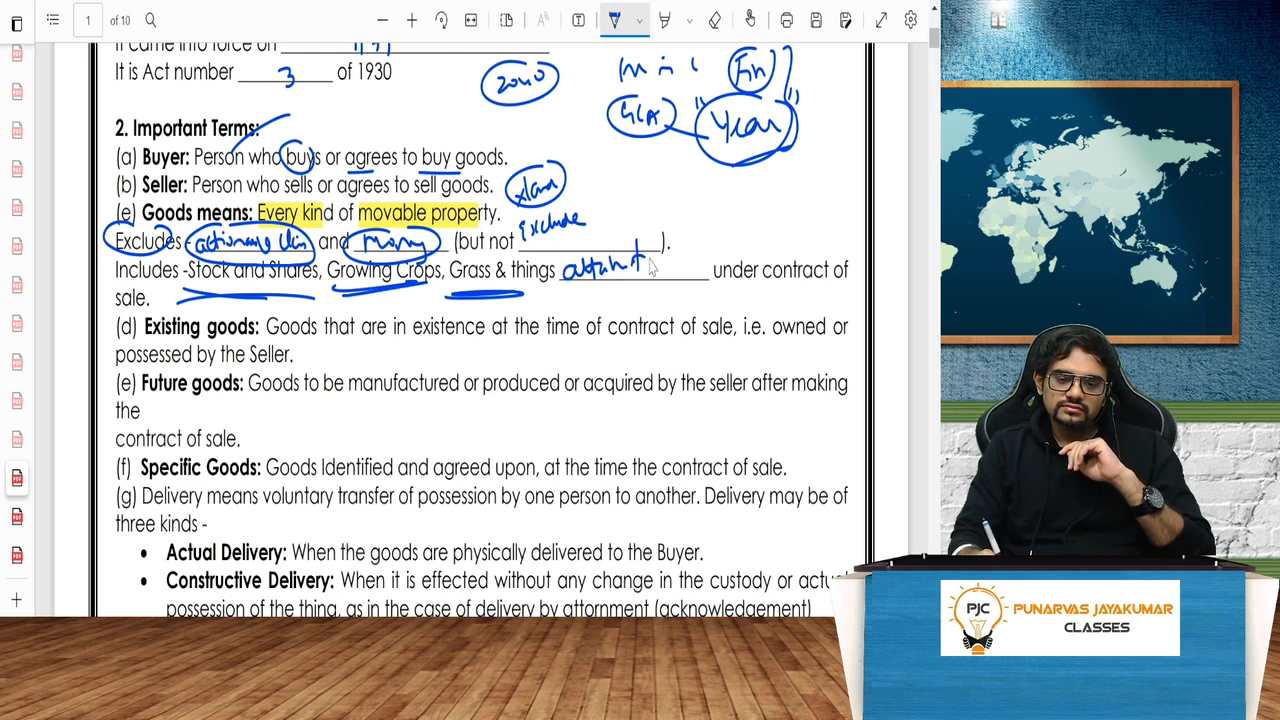 1 of 10
It came into force on
It is Act number 3 of 1930
2. Important Terms:
(a) Buyer: Person who buys or agrees to buy goods.
(b) Seller: Person who sells or agrees to sell goods.
(e) Goods means: Every kind of movable property.
Excludes - and money (but not ).
Exclude
Includes -Stock and Shares, Growing Crops, Grass & things under contract of
sale.
(d) Existing goods: Goods that are in existence at the time of contract of sale, i.e. owned or
possessed by the Seller.
(e) Future goods: Goods to be manufactured or produced or acquired by the seller after making
the
contract of sale.
(f) Specific Goods: Goods Identified and agreed upon, at the time the contract of sale.
(g) Delivery means voluntary transfer of possession by one person to another. Delivery may be of
three kinds -
• Actual Delivery: When the goods are physically delivered to the Buyer.
• Constructive Delivery: When it is effected without any change in the custody or actual
possession of the thing, as in the case of delivery by attornment (acknowledgement)
Fin
GCA "Year"
PJC PUNARVAS JAYAKUMAR
CLASSES